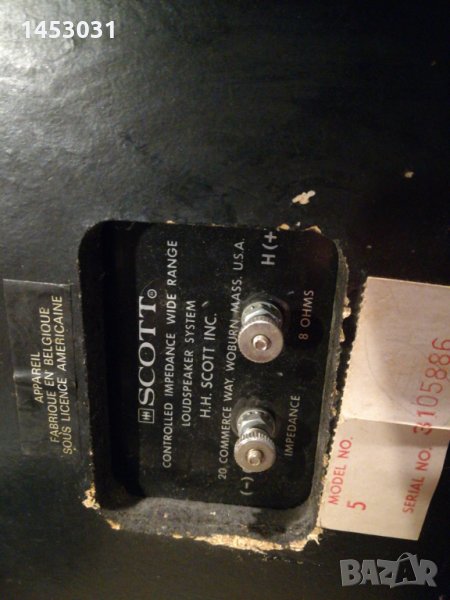 1453031
APPAREIL
FABRIQUE EN BELGIQUE
SOUS LICENCE AMERICAINE
SCOTT®
CONTROLLED IMPEDANCE WIDE RANGE
LOUDSPEAKER SYSTEM
H.H. SCOTT INC.
20 COMMERCE WAY, WOBURN MASS. U.S.A.
(-) H(+
IMPEDANCE 8 OHMS
MODEL NO.
5
SERIAL NO. 3105886
BAZAR